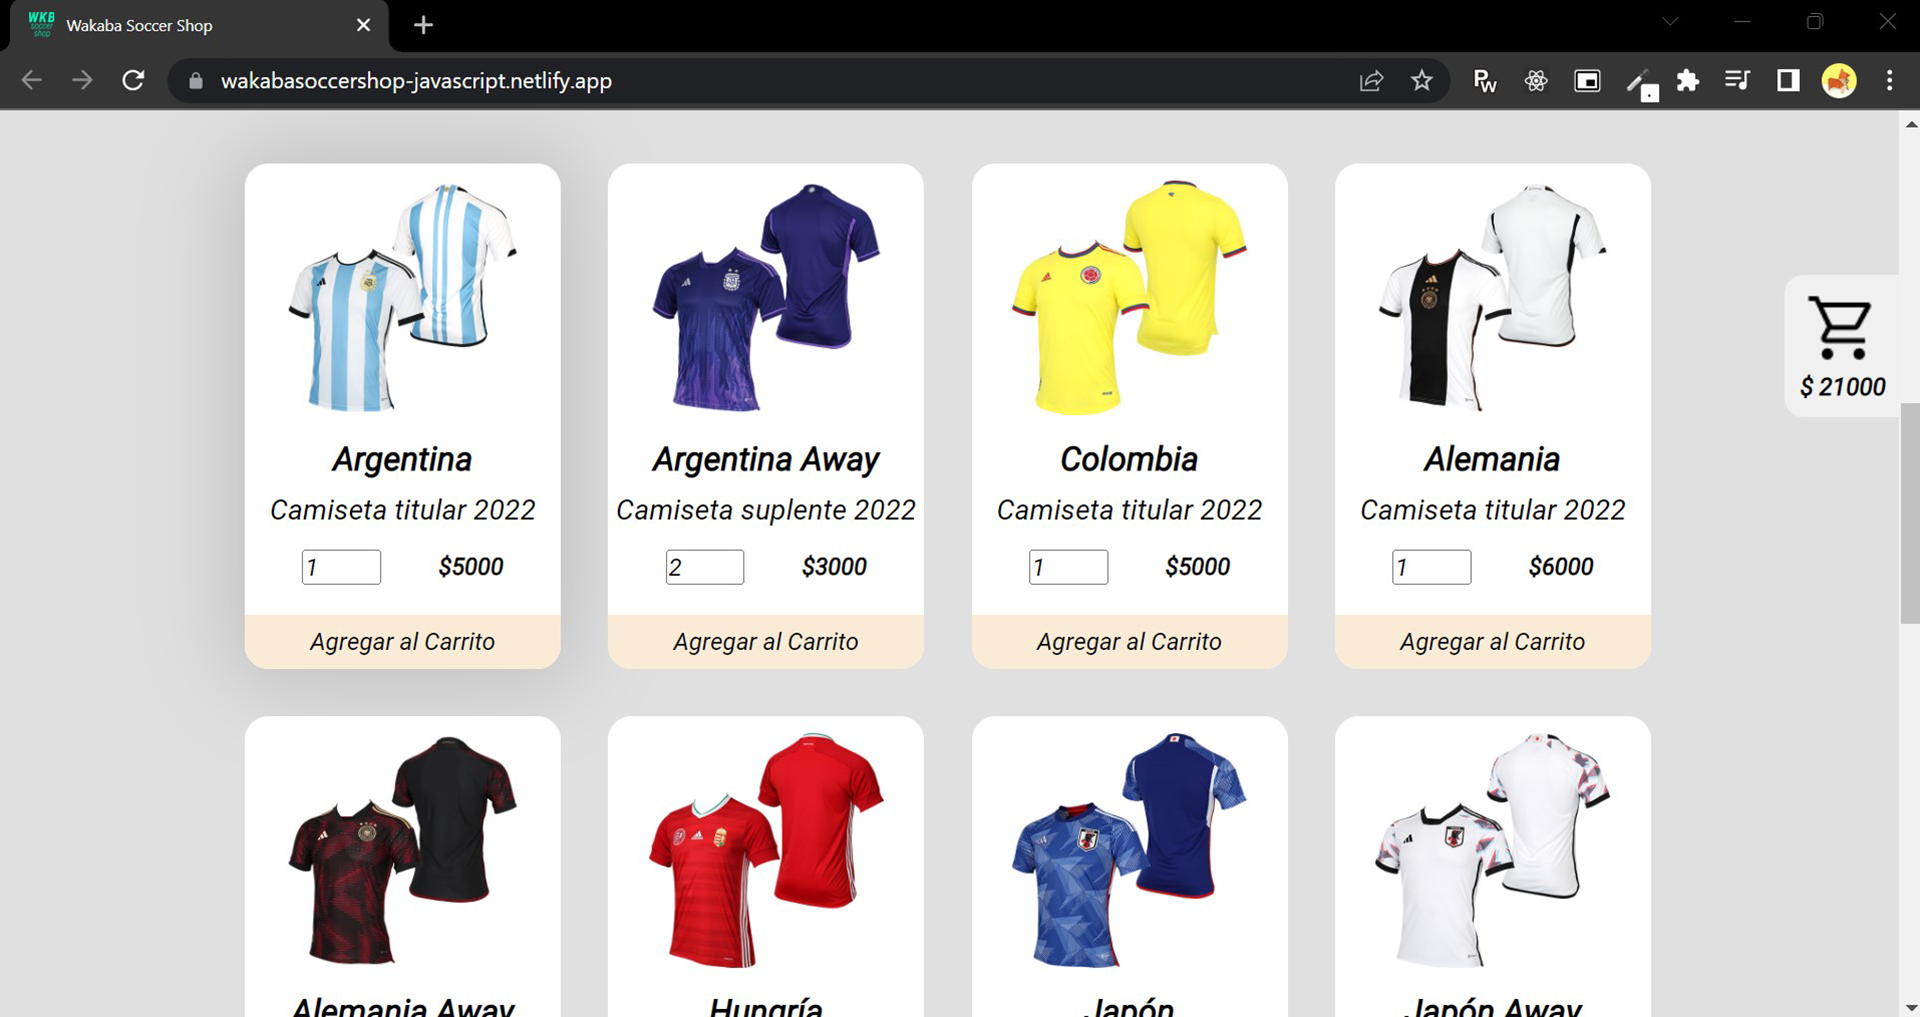 WKB
soccer
shop
Wakaba Soccer Shop
wakabasoccershop-javascript.netlify.app
Argentina
Camiseta titular 2022
1 $5000
Agregar al Carrito
Argentina Away
Camiseta suplente 2022
2 $3000
Agregar al Carrito
Colombia
Camiseta titular 2022
1 $5000
Agregar al Carrito
Alemania
Camiseta titular 2022
1 $6000
Agregar al Carrito
$ 21000
Alemania Away
Hungría
Japón
Japón Away